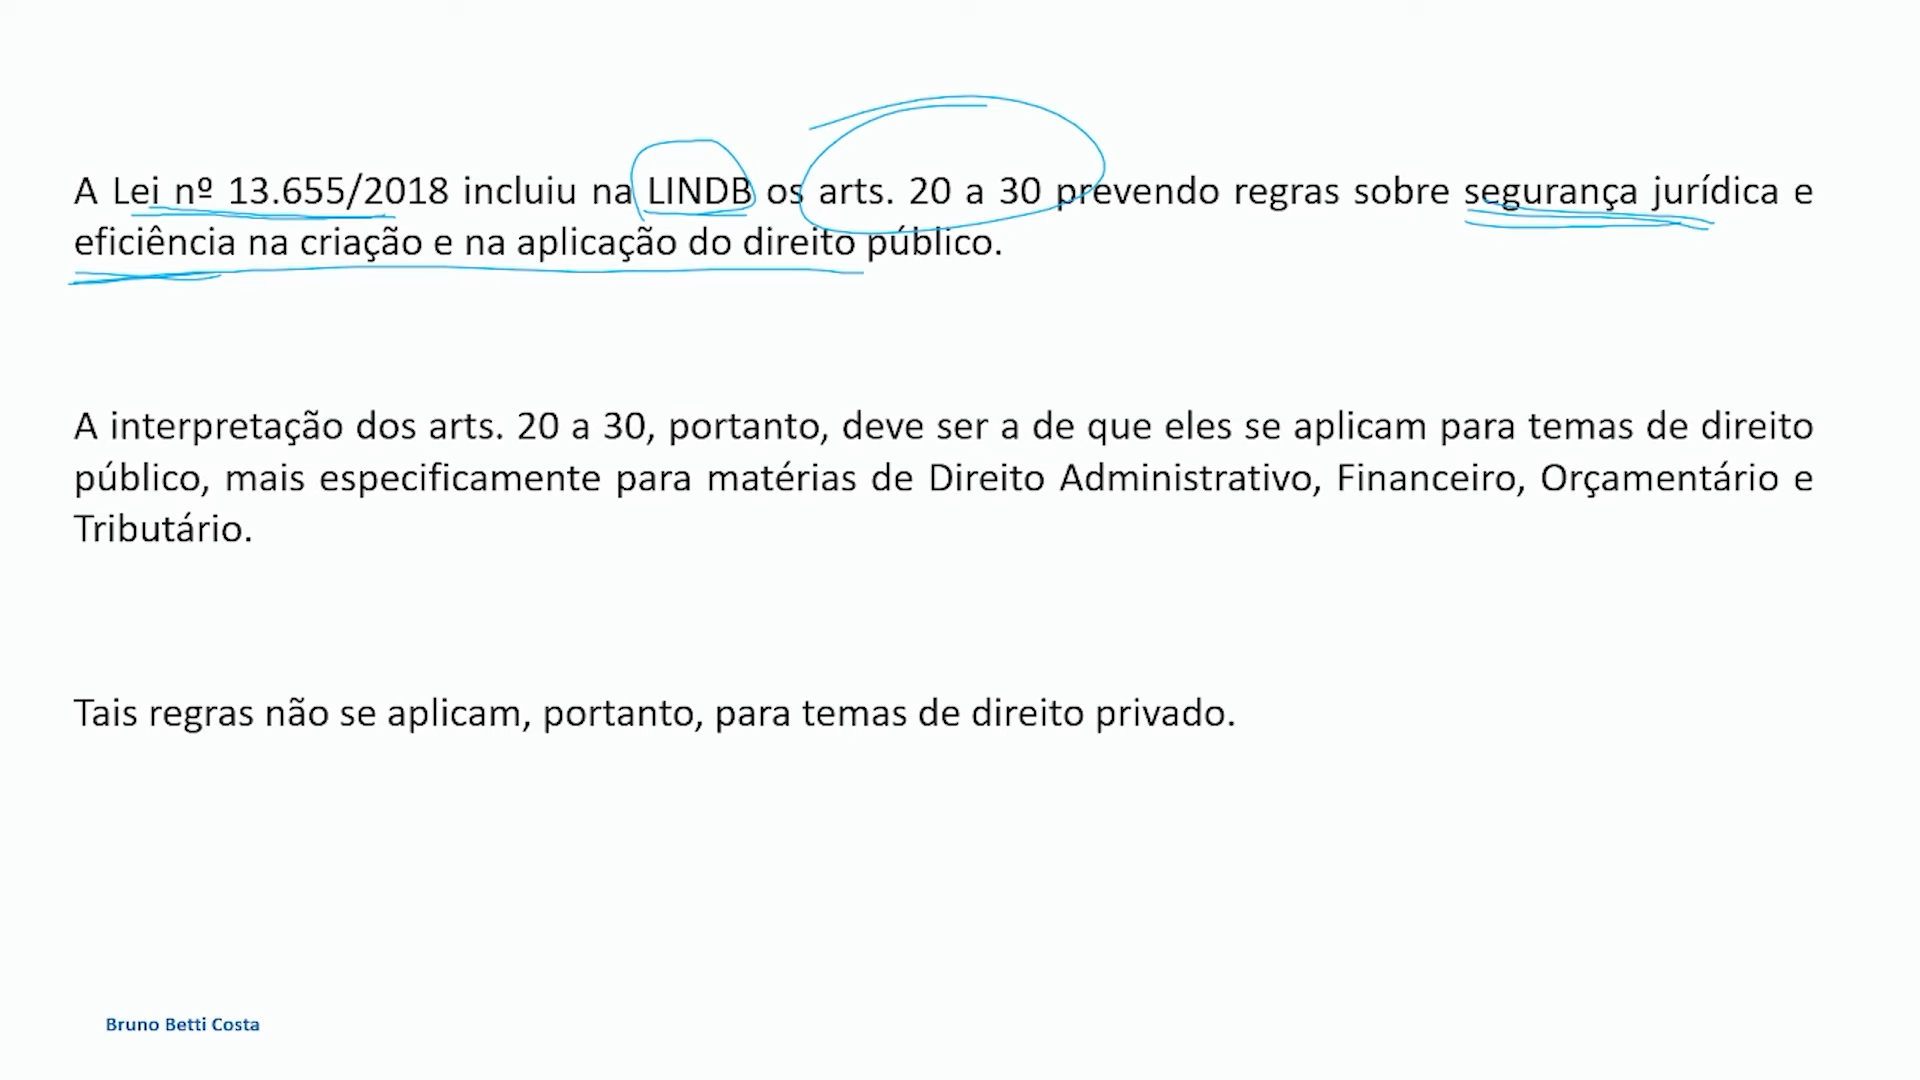 A Lei nº 13.655/2018 incluiu na LINDB os arts. 20 a 30 prevendo regras sobre segurança jurídica e
eficiência na criação e na aplicação do direito público.
A interpretação dos arts. 20 a 30, portanto, deve ser a de que eles se aplicam para temas de direito
público, mais especificamente para matérias de Direito Administrativo, Financeiro, Orçamentário e
Tributário.
Tais regras não se aplicam, portanto, para temas de direito privado.
Bruno Betti Costa